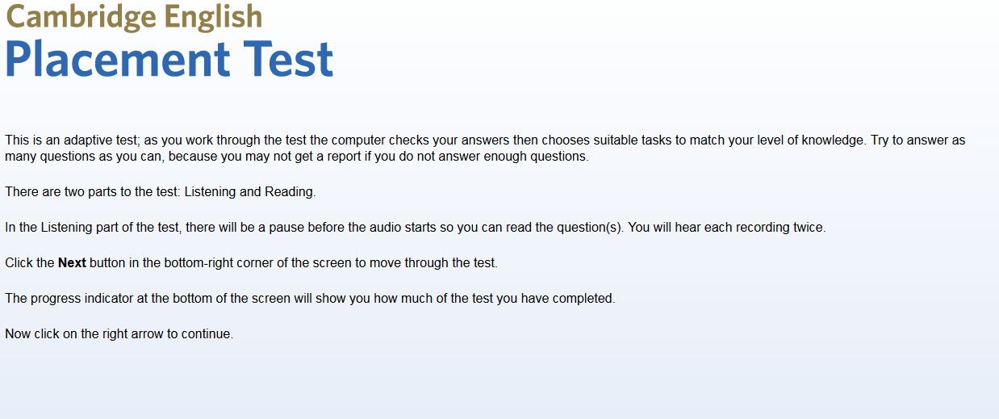 Cambridge English
Placement Test
This is an adaptive test; as you work through the test the computer checks your answers then chooses suitable tasks to match your level of knowledge. Try to answer as
many questions as you can, because you may not get a report if you do not answer enough questions.
There are two parts to the test: Listening and Reading.
In the Listening part of the test, there will be a pause before the audio starts so you can read the question(s). You will hear each recording twice.
Click the Next button in the bottom-right corner of the screen to move through the test.
The progress indicator at the bottom of the screen will show you how much of the test you have completed.
Now click on the right arrow to continue.